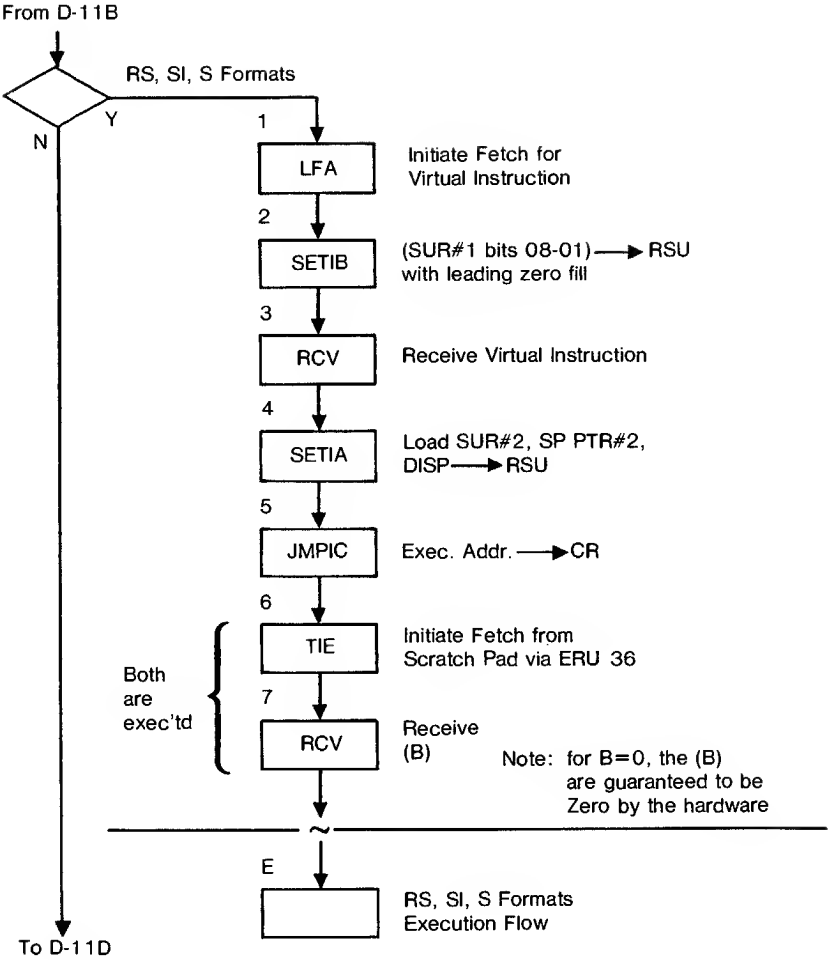 From D-11B
RS, SI, S Formats
Y
N
1
LFA
Initiate Fetch for
Virtual Instruction
2
SETIB
(SUR#1 bits 08-01)→RSU
with leading zero fill
3
RCV
Receive Virtual Instruction
4
SETIA
Load SUR#2, SP PTR#2,
DISP→RSU
5
JMPIC
Exec. Addr.→CR
6
TIE
Initiate Fetch from
Scratch Pad via ERU 36
Both
are
exec'td
7
RCV
Receive
(B)
Note: for B=0, the (B)
are guaranteed to be
Zero by the hardware
~
E
RS, SI, S Formats
Execution Flow
To D-11D